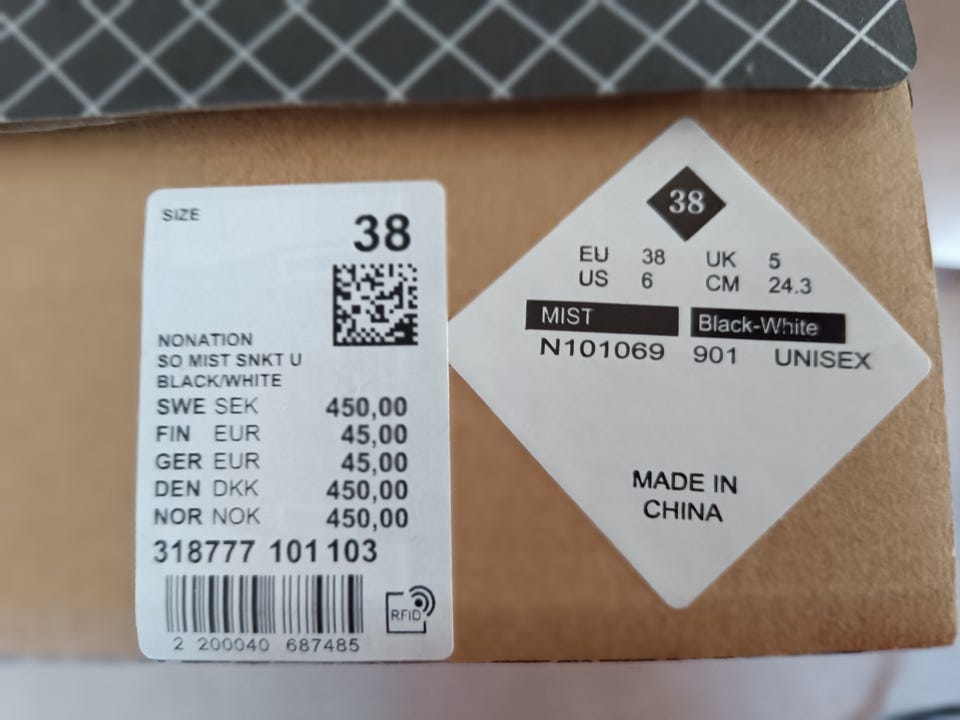 SIZE
38
NONATION
SO MIST SNKT U
BLACK/WHITE
SWE SEK 450,00
FIN EUR 45,00
GER EUR 45,00
DEN DKK 450,00
NOR NOK 450,00
318777 101 103
RFID
2 200040 687485
38
EU 38 UK 5
US 6 CM 24.3
MIST Black-White
N101069 901 UNISEX
MADE IN
CHINA